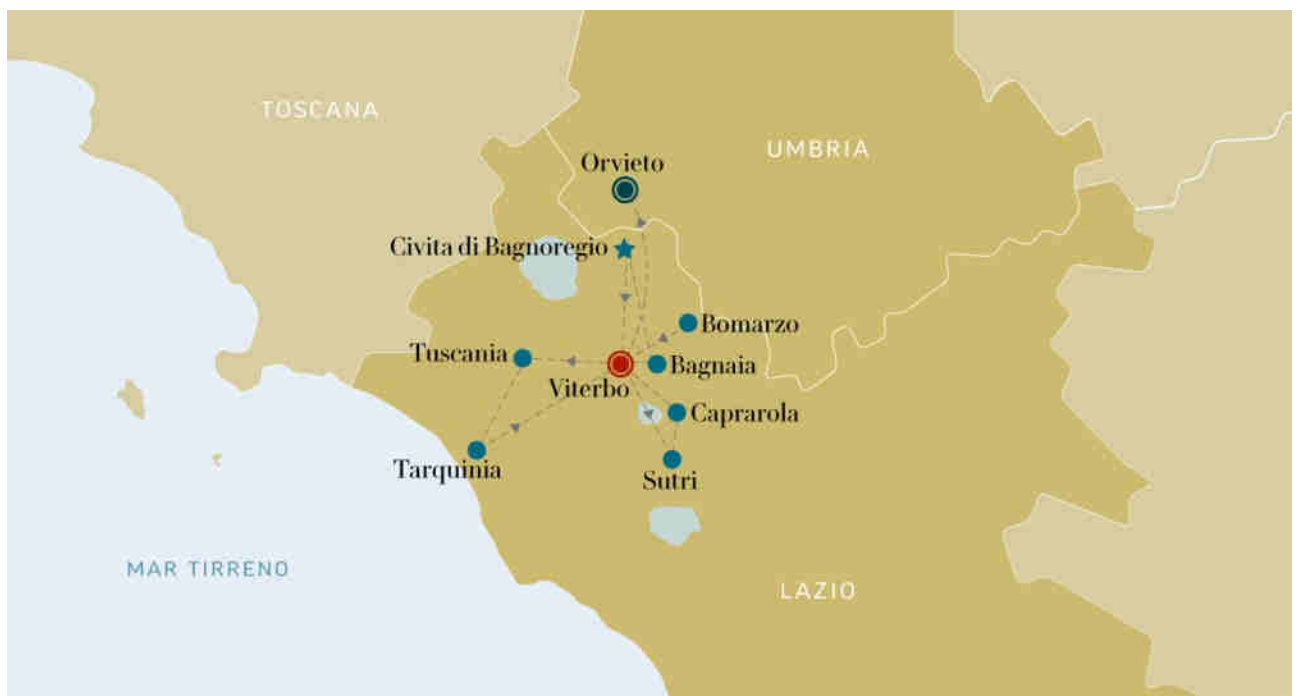 TOSCANA
UMBRIA
Orvieto
Civita di Bagnoregio
Bomarzo
Tuscania
Bagnaia
Viterbo
Caprarola
Tarquinia
Sutri
MAR TIRRENO
LAZIO